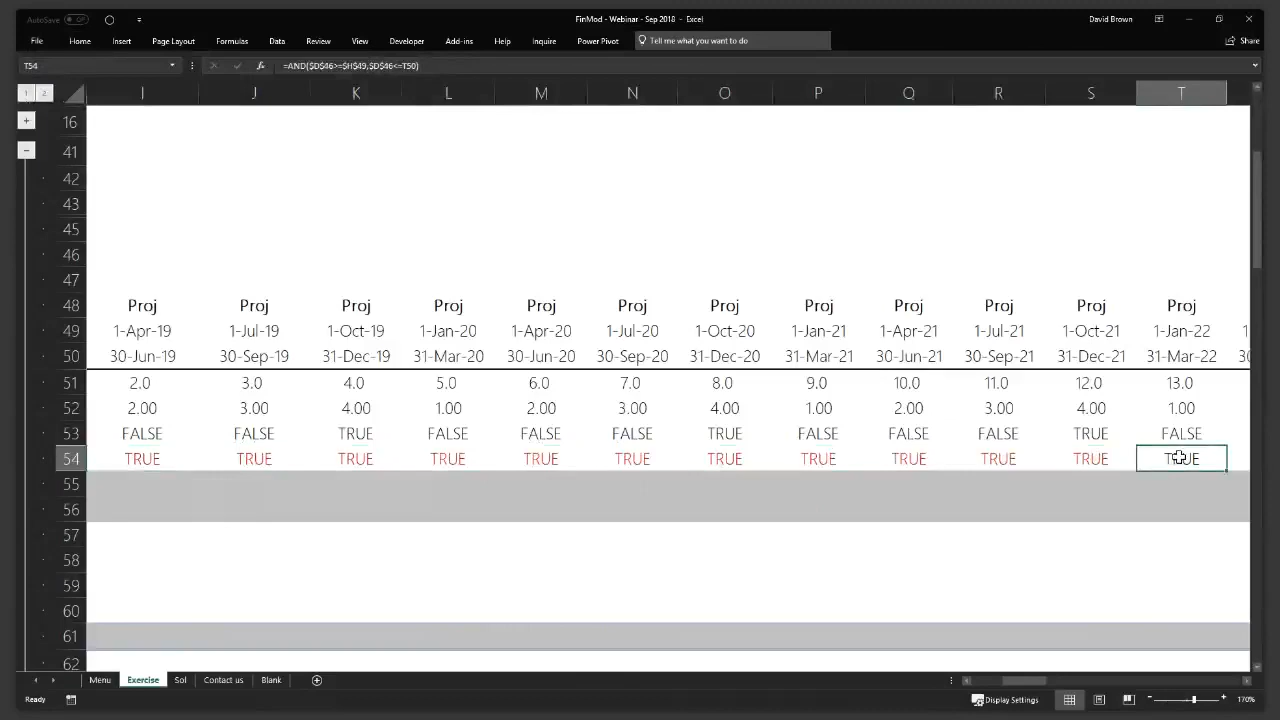 AutoSave Off FinMod - Webinar - Sep 2018 - Excel David Brown
File Home Insert Page Layout Formulas Data Review View Developer Add-ins Help Inquire Power Pivot Tell me what you want to do Share
T54 fx =AND($D$46>=$H$49,$D$46<=T50)
1 2 I J K L M N O P Q R S T
16
41
42
43
45
46
47
48 Proj Proj Proj Proj Proj Proj Proj Proj Proj Proj Proj Proj
49 1-Apr-19 1-Jul-19 1-Oct-19 1-Jan-20 1-Apr-20 1-Jul-20 1-Oct-20 1-Jan-21 1-Apr-21 1-Jul-21 1-Oct-21 1-Jan-22 1
50 30-Jun-19 30-Sep-19 31-Dec-19 31-Mar-20 30-Jun-20 30-Sep-20 31-Dec-20 31-Mar-21 30-Jun-21 30-Sep-21 31-Dec-21 31-Mar-22 30
51 2.0 3.0 4.0 5.0 6.0 7.0 8.0 9.0 10.0 11.0 12.0 13.0
52 2.00 3.00 4.00 1.00 2.00 3.00 4.00 1.00 2.00 3.00 4.00 1.00
53 FALSE FALSE TRUE FALSE FALSE FALSE TRUE FALSE FALSE FALSE TRUE FALSE
54 TRUE TRUE TRUE TRUE TRUE TRUE TRUE TRUE TRUE TRUE TRUE TRUE
55
56
57
58
59
60
61
62
Menu Exercise Sol Contact us Blank
Ready Display Settings 170%